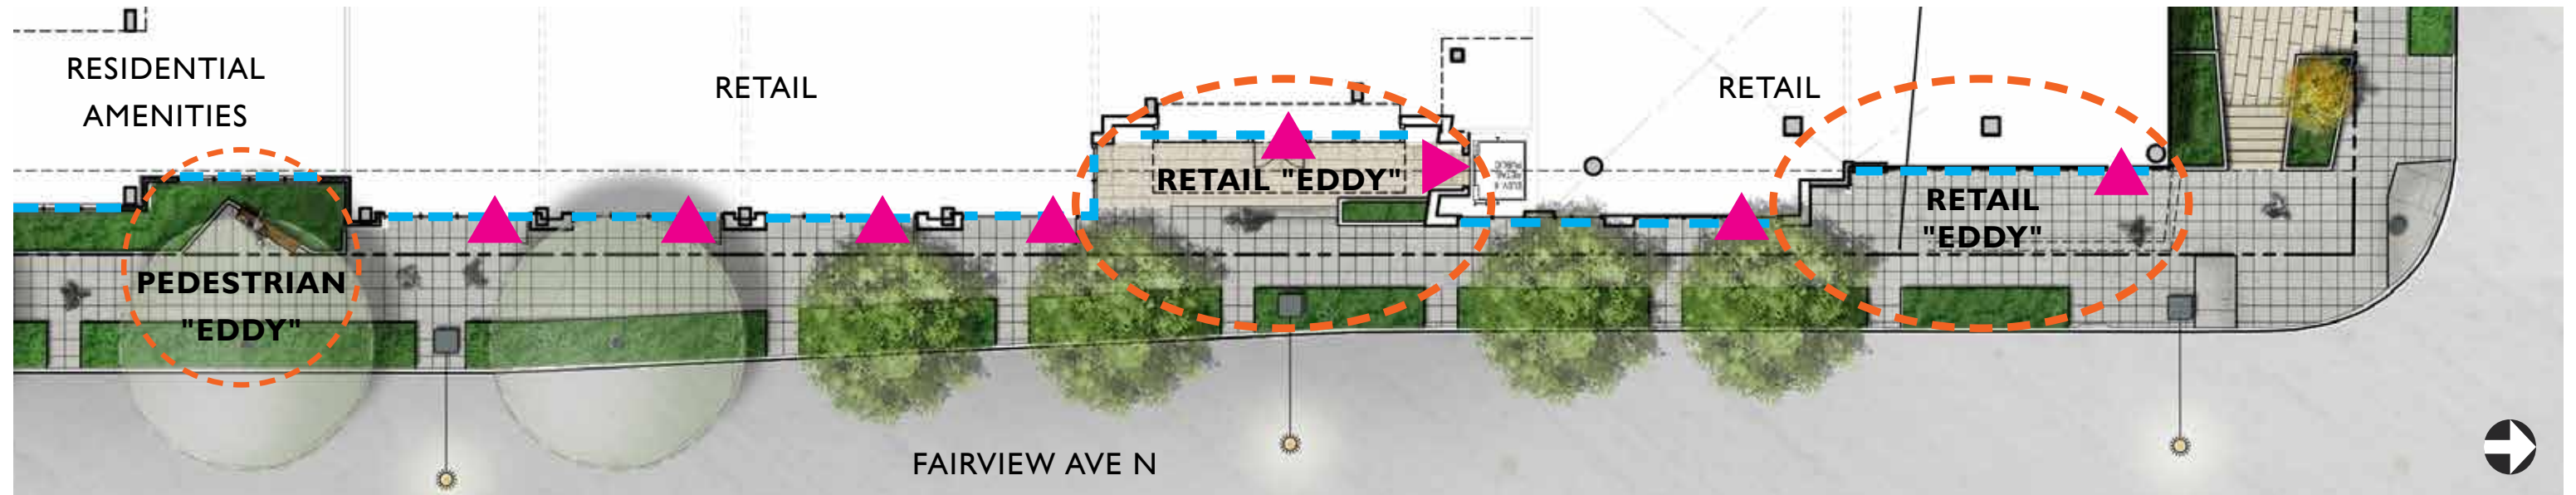 RESIDENTIAL
AMENITIES
RETAIL
RETAIL
RETAIL "EDDY"
RETAIL
"EDDY"
PEDESTRIAN
"EDDY"
FAIRVIEW AVE N